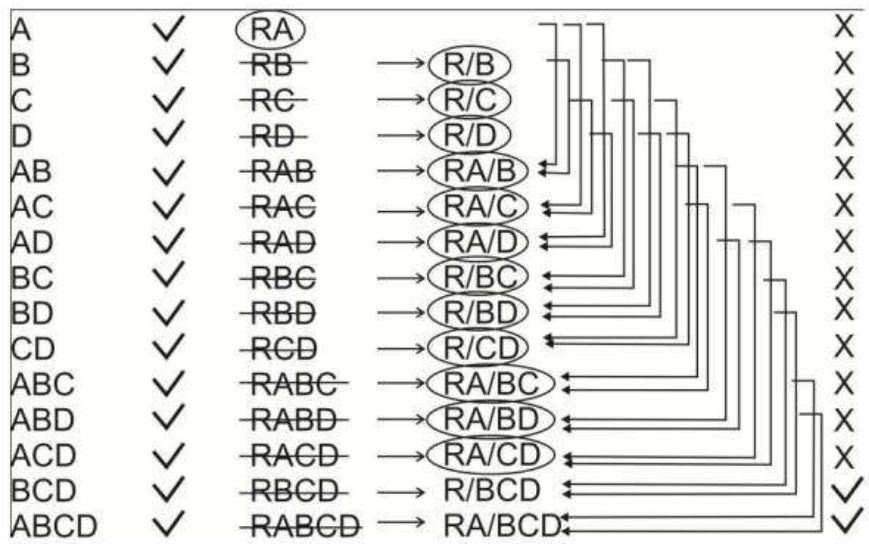 A ✓ RA X
B ✓ RB → R/B X
C ✓ RC → R/C X
D ✓ RD → R/D X
AB ✓ RAB → RA/B X
AC ✓ RAC → RA/C X
AD ✓ RAD → RA/D X
BC ✓ RBC → R/BC X
BD ✓ RBD → R/BD X
CD ✓ RCD → R/CD X
ABC ✓ RABC → RA/BC X
ABD ✓ RABD → RA/BD X
ACD ✓ RACD → RA/CD X
BCD ✓ RBCD → R/BCD ✓
ABCD ✓ RABCD → RA/BCD ✓